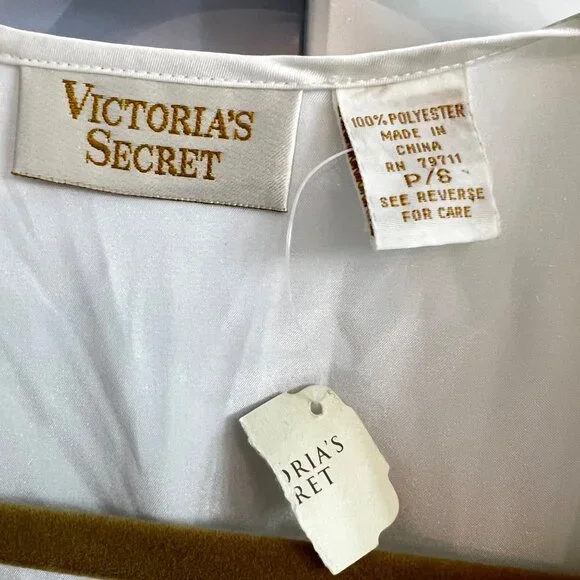 VICTORIA'S
SECRET
100% POLYESTER
MADE IN
CHINA
RN 79711
P/S
SEE REVERSE
FOR CARE
ORIA'S
RET